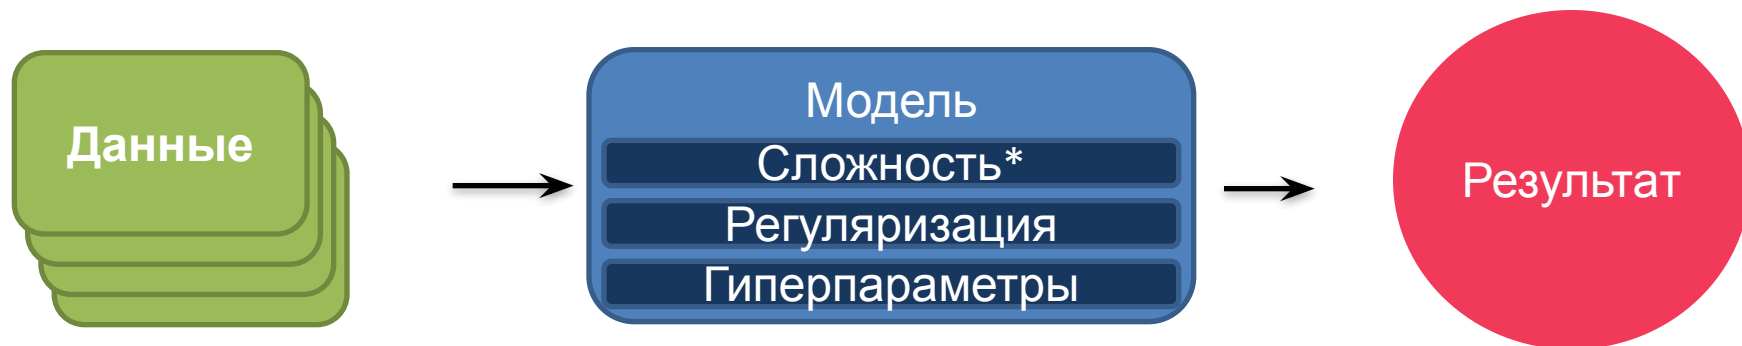 Данные
Модель
Сложность*
Регуляризация
Гиперпараметры
Результат